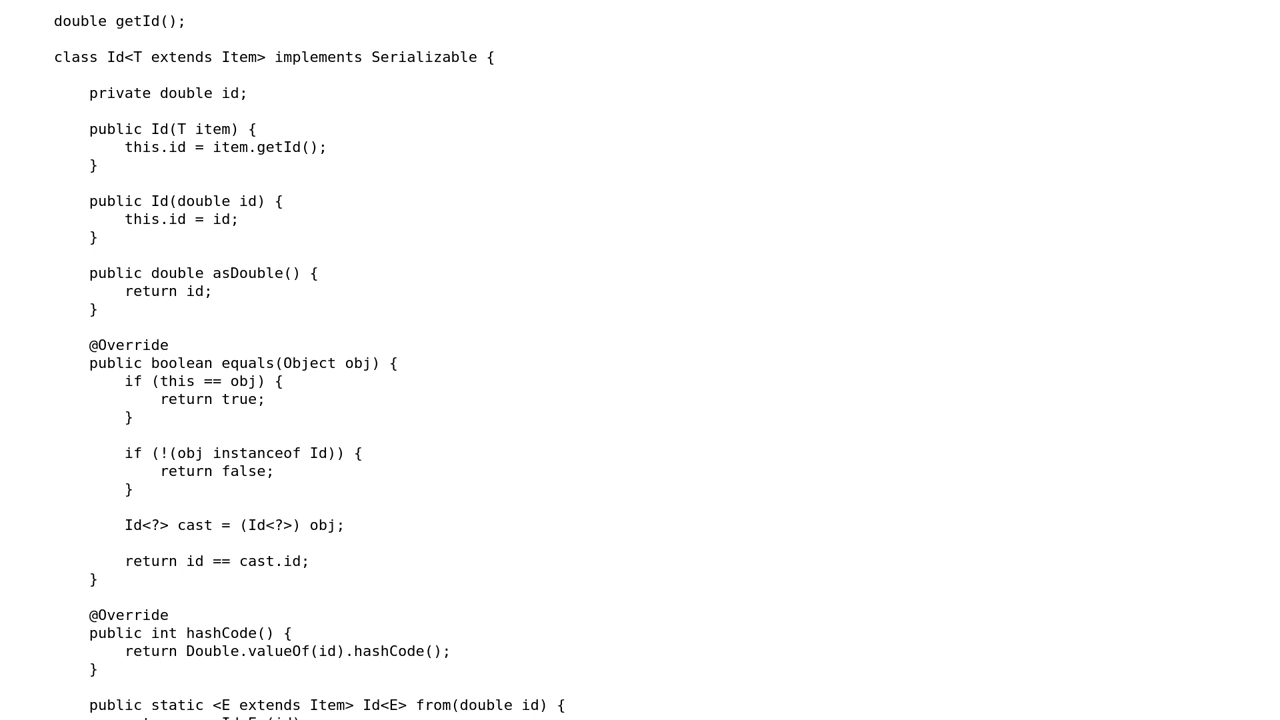 double getId();

class Id<T extends Item> implements Serializable {

    private double id;

    public Id(T item) {
        this.id = item.getId();
    }

    public Id(double id) {
        this.id = id;
    }

    public double asDouble() {
        return id;
    }

    @Override
    public boolean equals(Object obj) {
        if (this == obj) {
            return true;
        }

        if (!(obj instanceof Id)) {
            return false;
        }

        Id<?> cast = (Id<?>) obj;

        return id == cast.id;
    }

    @Override
    public int hashCode() {
        return Double.valueOf(id).hashCode();
    }

    public static <E extends Item> Id<E> from(double id) {